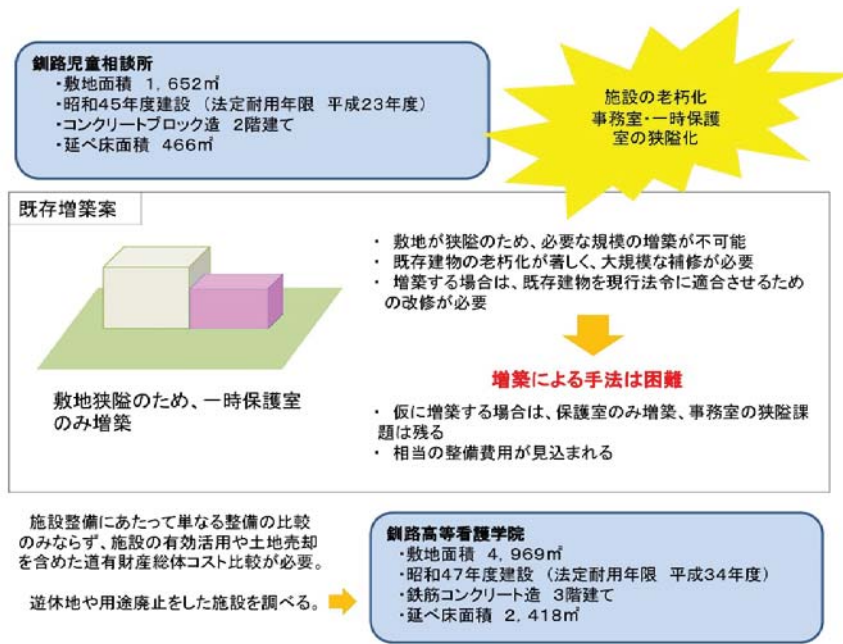 釧路児童相談所
・敷地面積 1,652㎡
・昭和45年度建設 (法定耐用年限 平成23年度)
・コンクリートブロック造 2階建て
・延べ床面積 466㎡
施設の老朽化
事務室・一時保護
室の狭隘化
既存増築案
・ 敷地が狭隘のため、必要な規模の増築が不可能
・ 既存建物の老朽化が著しく、大規模な補修が必要
・ 増築する場合は、既存建物を現行法令に適合させるため
の改修が必要
増築による手法は困難
敷地狭隘のため、一時保護室
のみ増築
・ 仮に増築する場合は、保護室のみ増築、事務室の狭隘課
題は残る
・ 相当の整備費用が見込まれる
施設整備にあたって単なる整備の比較
のみならず、施設の有効活用や土地売却
を含めた道有財産総体コスト比較が必要。
遊休地や用途廃止をした施設を調べる。
釧路高等看護学院
・敷地面積 4,969㎡
・昭和47年度建設 (法定耐用年限 平成34年度)
・鉄筋コンクリート造 3階建て
・延べ床面積 2,418㎡